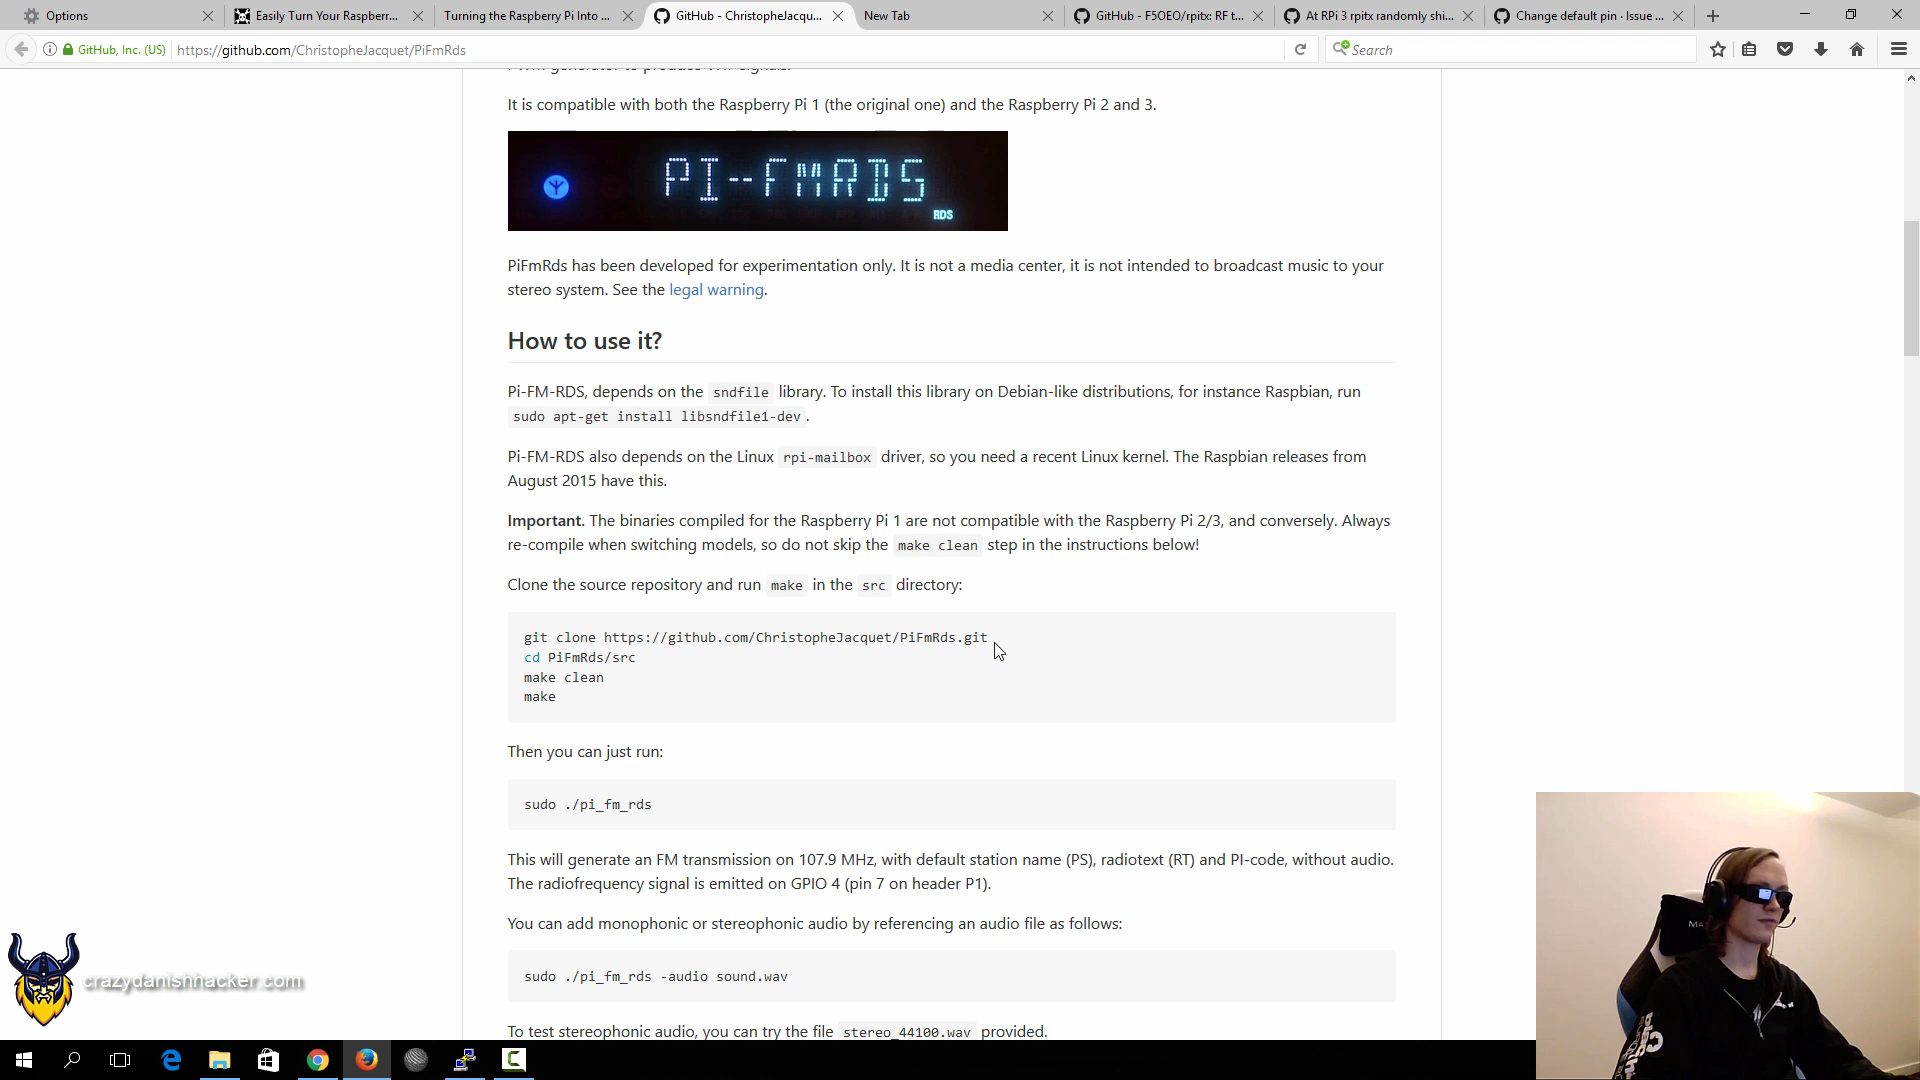 Options
Easily Turn Your Raspberr...
Turning the Raspberry Pi Into ...
GitHub - ChristopheJacqu...
New Tab
GitHub - F5OEO/rpitx: RF t...
At RPi 3 rpitx randomly shi...
Change default pin · Issue ...
GitHub, Inc. (US)
https://github.com/ChristopheJacquet/PiFmRds
Search
It is compatible with both the Raspberry Pi 1 (the original one) and the Raspberry Pi 2 and 3.
PI-FMRDS
RDS
PiFmRds has been developed for experimentation only. It is not a media center, it is not intended to broadcast music to your
stereo system. See the legal warning.
How to use it?
Pi-FM-RDS, depends on the sndfile library. To install this library on Debian-like distributions, for instance Raspbian, run
sudo apt-get install libsndfile1-dev.
Pi-FM-RDS also depends on the Linux rpi-mailbox driver, so you need a recent Linux kernel. The Raspbian releases from
August 2015 have this.
Important. The binaries compiled for the Raspberry Pi 1 are not compatible with the Raspberry Pi 2/3, and conversely. Always
re-compile when switching models, so do not skip the make clean step in the instructions below!
Clone the source repository and run make in the src directory:
git clone https://github.com/ChristopheJacquet/PiFmRds.git
cd PiFmRds/src
make clean
make
Then you can just run:
sudo ./pi_fm_rds
This will generate an FM transmission on 107.9 MHz, with default station name (PS), radiotext (RT) and PI-code, without audio.
The radiofrequency signal is emitted on GPIO 4 (pin 7 on header P1).
You can add monophonic or stereophonic audio by referencing an audio file as follows:
sudo ./pi_fm_rds -audio sound.wav
To test stereophonic audio, you can try the file stereo_44100.wav provided.
crazydanishhacker.com